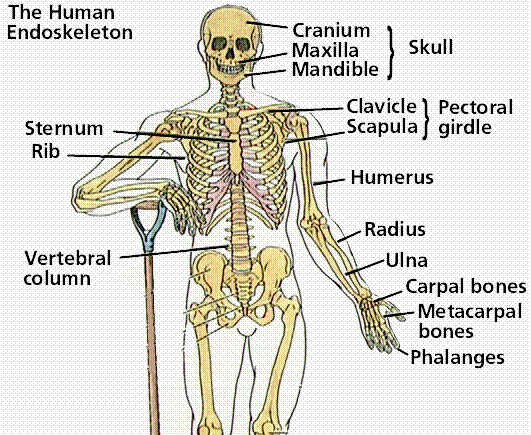 The Human
Endoskeleton
Cranium
Maxilla
Mandible
Skull
Clavicle
Scapula
Pectoral
girdle
Sternum
Rib
Humerus
Radius
Ulna
Vertebral
column
Carpal bones
Metacarpal
bones
Phalanges